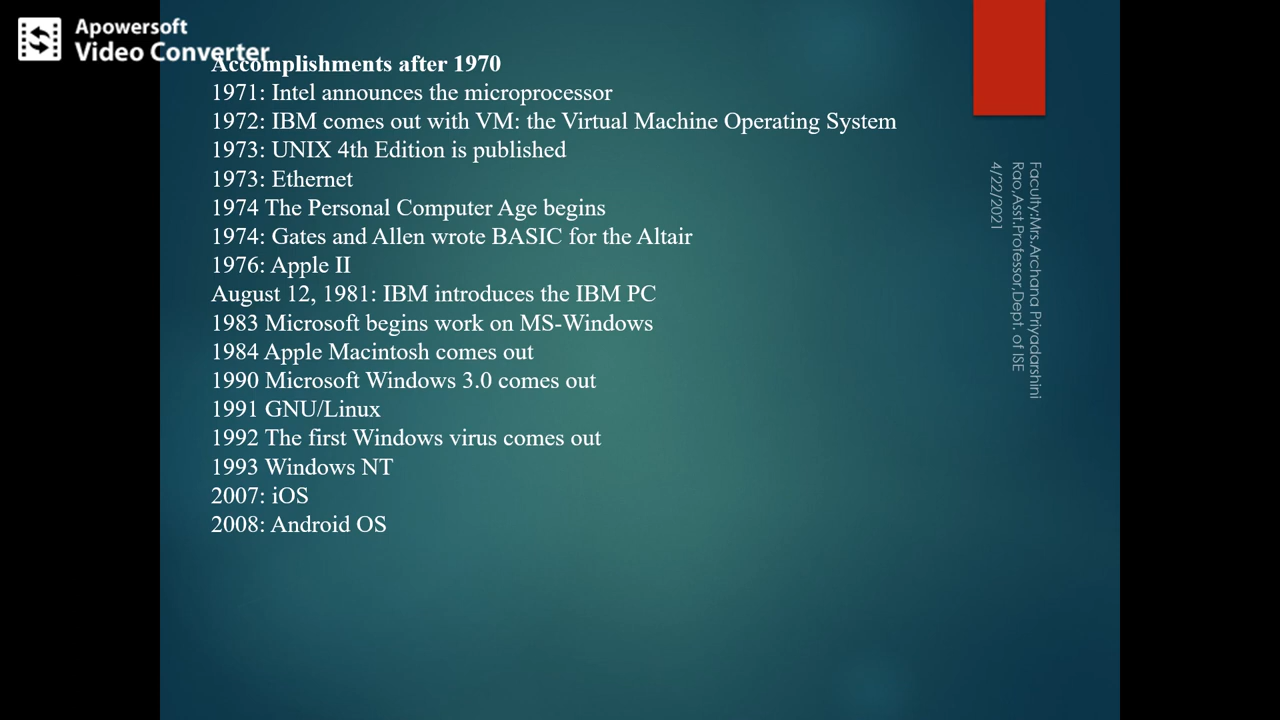 Apowersoft
Video Converter
Accomplishments after 1970
1971: Intel announces the microprocessor
1972: IBM comes out with VM: the Virtual Machine Operating System
1973: UNIX 4th Edition is published
1973: Ethernet
1974 The Personal Computer Age begins
1974: Gates and Allen wrote BASIC for the Altair
1976: Apple II
August 12, 1981: IBM introduces the IBM PC
1983 Microsoft begins work on MS-Windows
1984 Apple Macintosh comes out
1990 Microsoft Windows 3.0 comes out
1991 GNU/Linux
1992 The first Windows virus comes out
1993 Windows NT
2007: iOS
2008: Android OS
Faculty:Mrs.Archana Priyadarshini
Rao,Asst.Professor,Dept. of ISE
4/22/2021